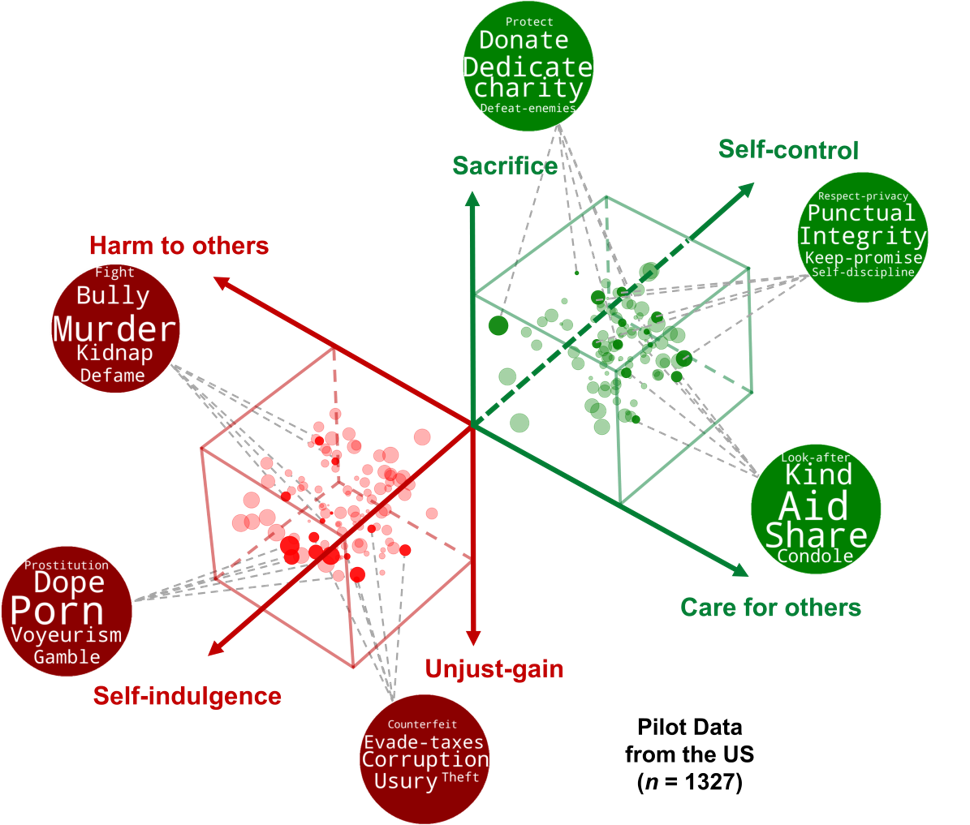 Protect
Donate
Dedicate
charity
Defeat-enemies
Sacrifice
Self-control
Respect-privacy
Punctual
Integrity
Keep-promise
Self-discipline
Harm to others
Fight
Bully
Murder
Kidnap
Defame
Look-after
Kind
Aid
Share
Condole
Care for others
Prostitution
Dope
Porn
Voyeurism
Gamble
Self-indulgence
Unjust-gain
Counterfeit
Evade-taxes
Corruption
Usury Theft
Pilot Data
from the US
(n = 1327)